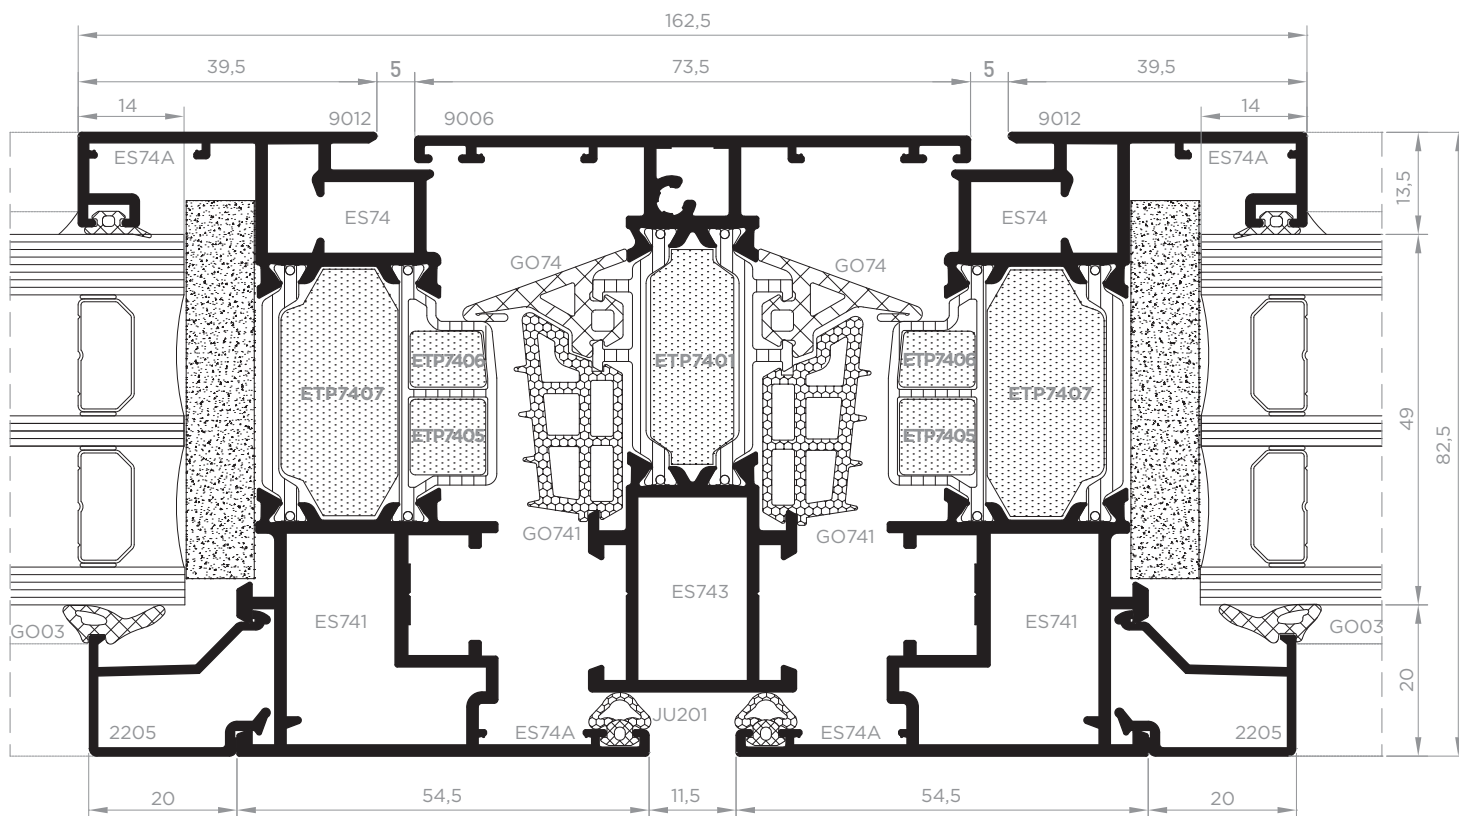 162,5
39,5 5 73,5 5 39,5
14 14
9012 9006 9012
ES74A ES74A
13,5
ES74 ES74
GO74 GO74
ETP7406 ETP7401 ETP7406
ETP7407 ETP7407
49
82,5
ETP7405 ETP7405
GO741 GO741
ES743
ES741 ES741
GO03 GO03
20
JU201
2205 ES74A ES74A 2205
20 54,5 11,5 54,5 20